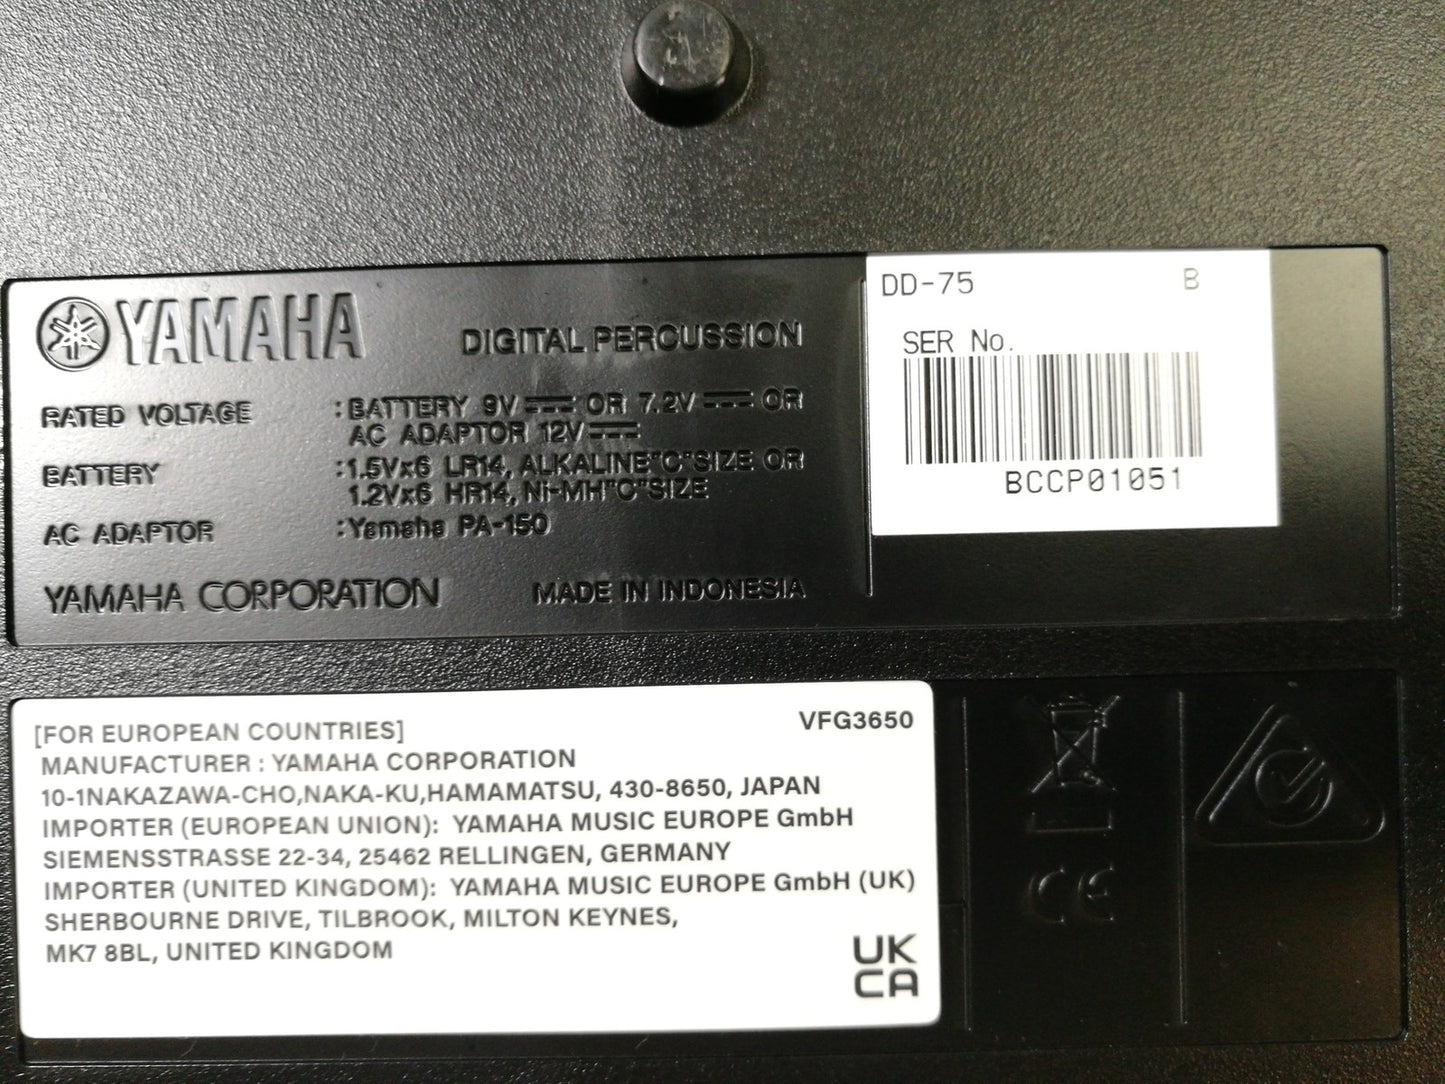 YAMAHA
DIGITAL PERCUSSION
RATED VOLTAGE :BATTERY 9V OR 7.2V OR
AC ADAPTOR 12V
BATTERY :1.5Vx6 LR14, ALKALINE"C"SIZE OR
1.2Vx6 HR14, Ni-MH"C"SIZE
AC ADAPTOR :Yamaha PA-150
YAMAHA CORPORATION MADE IN INDONESIA
DD-75 B
SER No.
BCCP01051
[FOR EUROPEAN COUNTRIES] VFG3650
MANUFACTURER : YAMAHA CORPORATION
10-1NAKAZAWA-CHO,NAKA-KU,HAMAMATSU, 430-8650, JAPAN
IMPORTER (EUROPEAN UNION): YAMAHA MUSIC EUROPE GmbH
SIEMENSSTRASSE 22-34, 25462 RELLINGEN, GERMANY
IMPORTER (UNITED KINGDOM): YAMAHA MUSIC EUROPE GmbH (UK)
SHERBOURNE DRIVE, TILBROOK, MILTON KEYNES,
MK7 8BL, UNITED KINGDOM
UK
CA
CE